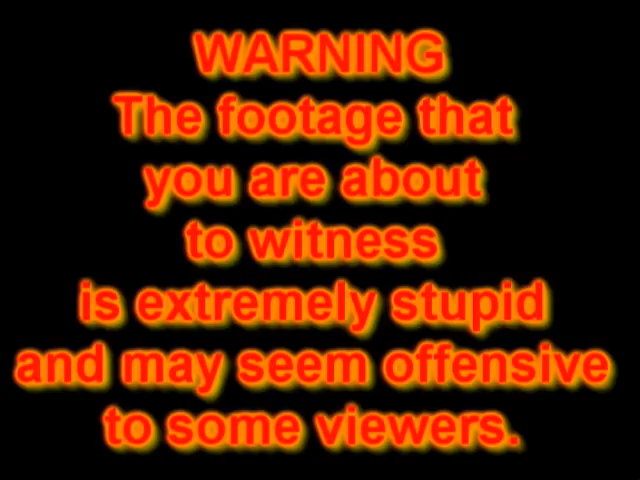 WARNING
The footage that
you are about
to witness
is extremely stupid
and may seem offensive
to some viewers.